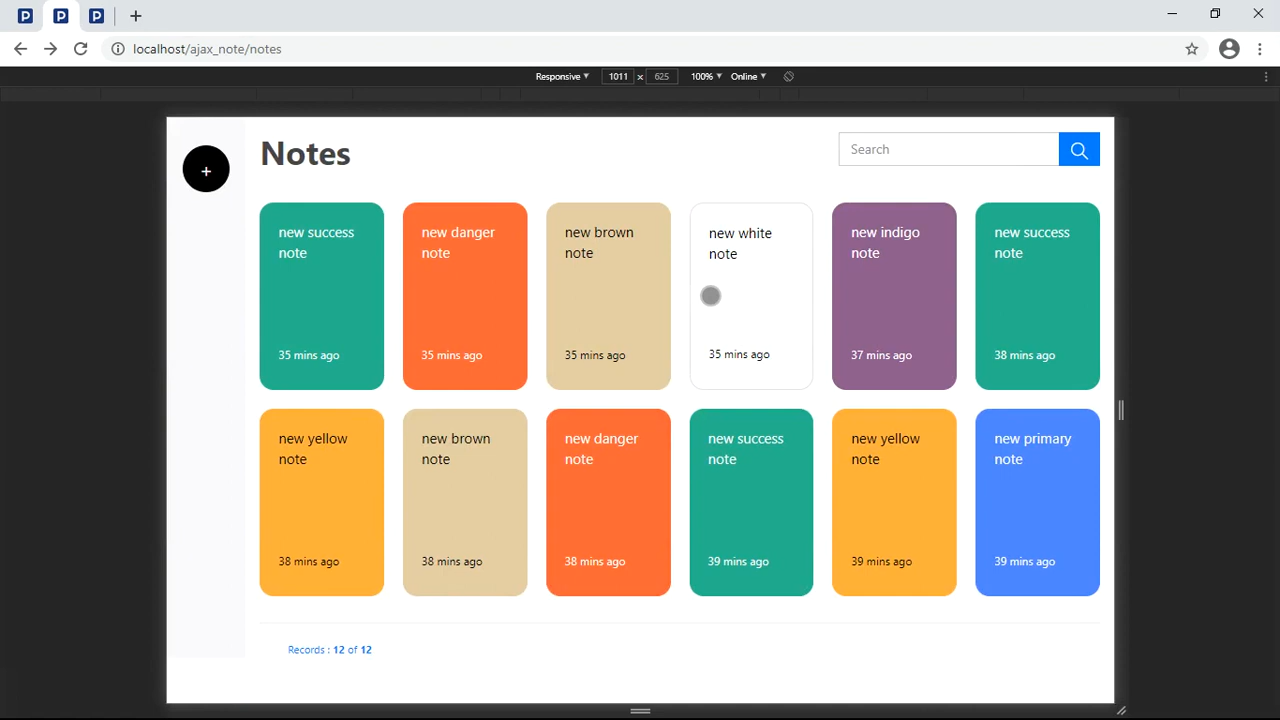 localhost/ajax_note/notes
Responsive ▼ 1011 x 625 100% ▼ Online ▼
+
Notes
Search
new success
note
35 mins ago
new danger
note
35 mins ago
new brown
note
35 mins ago
new white
note
35 mins ago
new indigo
note
37 mins ago
new success
note
38 mins ago
new yellow
note
38 mins ago
new brown
note
38 mins ago
new danger
note
38 mins ago
new success
note
39 mins ago
new yellow
note
39 mins ago
new primary
note
39 mins ago
Records : 12 of 12